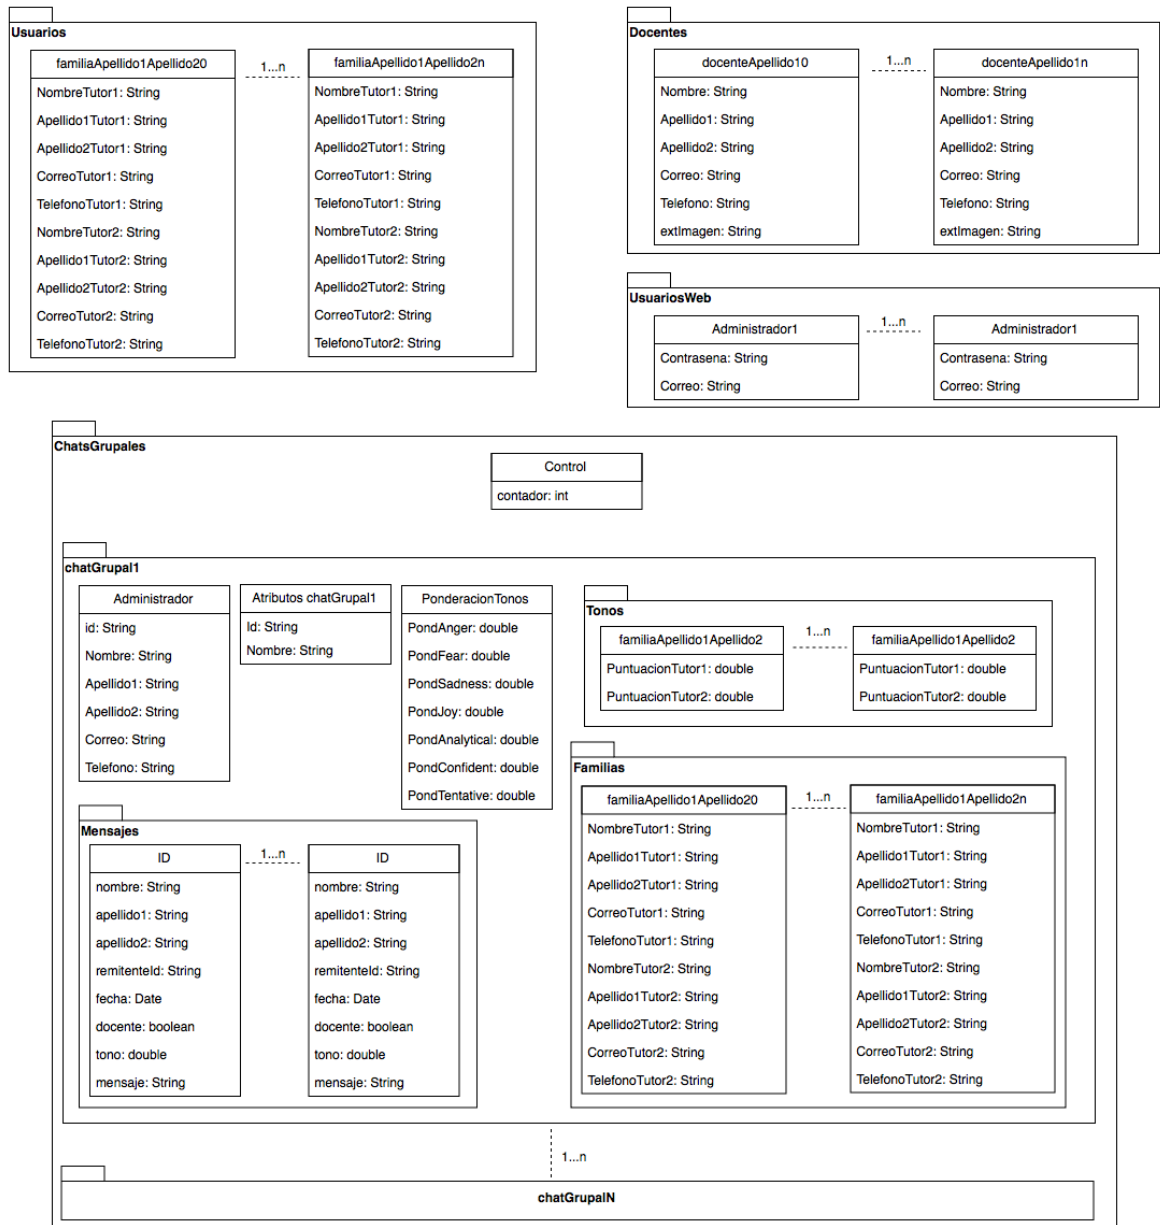 Usuarios
familiaApellido1Apellido20
NombreTutor1: String
Apellido1Tutor1: String
Apellido2Tutor1: String
CorreoTutor1: String
TelefonoTutor1: String
NombreTutor2: String
Apellido1Tutor2: String
Apellido2Tutor2: String
CorreoTutor2: String
TelefonoTutor2: String
1...n
familiaApellido1Apellido2n
NombreTutor1: String
Apellido1Tutor1: String
Apellido2Tutor1: String
CorreoTutor1: String
TelefonoTutor1: String
NombreTutor2: String
Apellido1Tutor2: String
Apellido2Tutor2: String
CorreoTutor2: String
TelefonoTutor2: String
Docentes
docenteApellido10
Nombre: String
Apellido1: String
Apellido2: String
Correo: String
Telefono: String
extImagen: String
1...n
docenteApellido1n
Nombre: String
Apellido1: String
Apellido2: String
Correo: String
Telefono: String
extImagen: String
UsuariosWeb
Administrador1
Contrasena: String
Correo: String
1...n
Administrador1
Contrasena: String
Correo: String
ChatsGrupales
Control
contador: int
chatGrupal1
Administrador
id: String
Nombre: String
Apellido1: String
Apellido2: String
Correo: String
Telefono: String
Atributos chatGrupal1
Id: String
Nombre: String
PonderacionTonos
PondAnger: double
PondFear: double
PondSadness: double
PondJoy: double
PondAnalytical: double
PondConfident: double
PondTentative: double
Tonos
familiaApellido1Apellido2
PuntuacionTutor1: double
PuntuacionTutor2: double
1...n
familiaApellido1Apellido2
PuntuacionTutor1: double
PuntuacionTutor2: double
Mensajes
ID
nombre: String
apellido1: String
apellido2: String
remitenteId: String
fecha: Date
docente: boolean
tono: double
mensaje: String
1...n
ID
nombre: String
apellido1: String
apellido2: String
remitenteId: String
fecha: Date
docente: boolean
tono: double
mensaje: String
Familias
familiaApellido1Apellido20
NombreTutor1: String
Apellido1Tutor1: String
Apellido2Tutor1: String
CorreoTutor1: String
TelefonoTutor1: String
NombreTutor2: String
Apellido1Tutor2: String
Apellido2Tutor2: String
CorreoTutor2: String
TelefonoTutor2: String
1...n
familiaApellido1Apellido2n
NombreTutor1: String
Apellido1Tutor1: String
Apellido2Tutor1: String
CorreoTutor1: String
TelefonoTutor1: String
NombreTutor2: String
Apellido1Tutor2: String
Apellido2Tutor2: String
CorreoTutor2: String
TelefonoTutor2: String
1...n
chatGrupalN